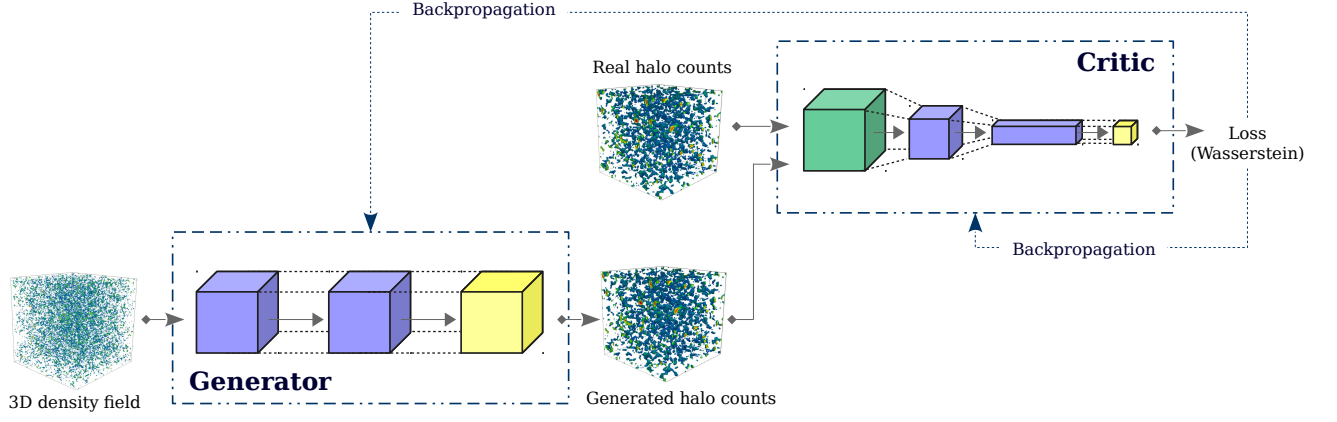 Backpropagation
Critic
Real halo counts
Loss
(Wasserstein)
Backpropagation
Generator
3D density field
Generated halo counts